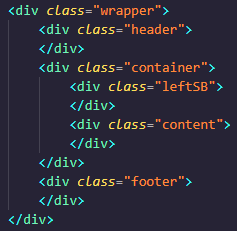 <div class="wrapper">
    <div class="header">
    </div>
    <div class="container">
        <div class="leftSB">
        </div>
        <div class="content">
        </div>
    </div>
    <div class="footer">
    </div>
</div>